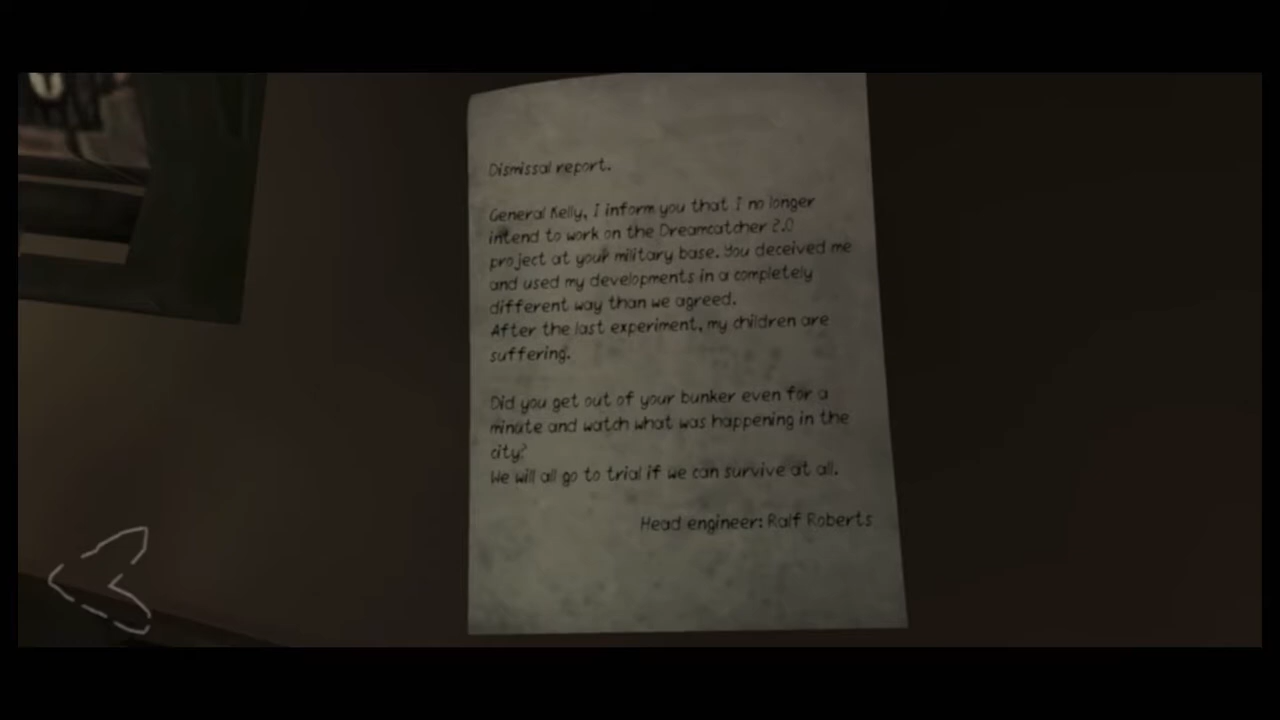 Dismissal report.
General Kelly, I inform you that I no longer
intend to work on the Dreamcatcher 2.0
project at your military base. You deceived me
and used my developments in a completely
different way than we agreed.
After the last experiment, my children are
suffering.
Did you get out of your bunker even for a
minute and watch what was happening in the
city?
We will all go to trial if we can survive at all.
Head engineer: Ralf Roberts